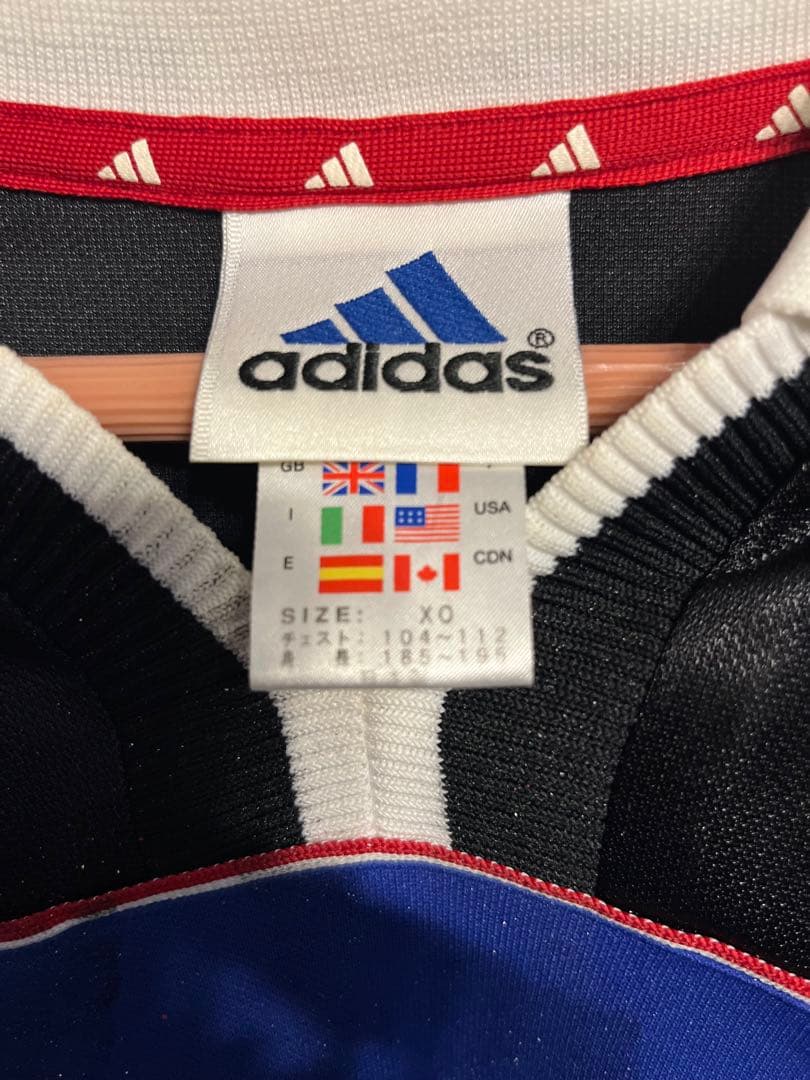 adidas®
GB
I USA
E CDN
SIZE: XO
チェスト: 104~112
身 長: 185~195